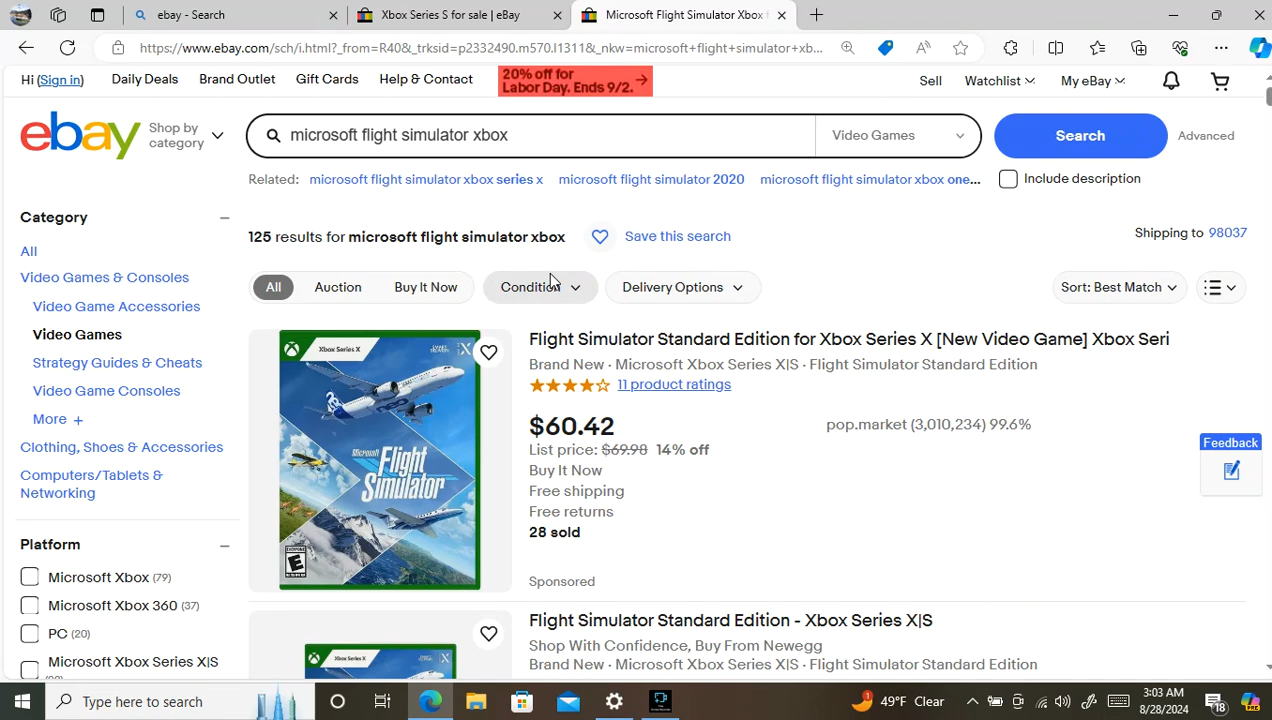 ebay - Search
Xbox Series S for sale | eBay
Microsoft Flight Simulator Xbox f
https://www.ebay.com/sch/i.html?_from=R40&_trksid=p2332490.m570.l1311&_nkw=microsoft+flight+simulator+xb...
Hi (Sign in)
Daily Deals
Brand Outlet
Gift Cards
Help & Contact
20% off for
Labor Day. Ends 9/2. →
Sell
Watchlist
My eBay
ebay
Shop by
category
microsoft flight simulator xbox
Video Games
Search
Advanced
Related: microsoft flight simulator xbox series x microsoft flight simulator 2020 microsoft flight simulator xbox one...
Include description
Category
All
Video Games & Consoles
Video Game Accessories
Video Games
Strategy Guides & Cheats
Video Game Consoles
More +
Clothing, Shoes & Accessories
Computers/Tablets &
Networking
Platform
Microsoft Xbox (79)
Microsoft Xbox 360 (37)
PC (20)
Microsoft Xbox Series X|S
125 results for microsoft flight simulator xbox
Save this search
Shipping to 98037
All
Auction
Buy It Now
Condition
Delivery Options
Sort: Best Match
Xbox Series X
Microsoft
Flight
Simulator
EVERYONE
E
Flight Simulator Standard Edition for Xbox Series X [New Video Game] Xbox Seri
Brand New · Microsoft Xbox Series X|S · Flight Simulator Standard Edition
11 product ratings
$60.42
List price: $69.98 14% off
Buy It Now
Free shipping
Free returns
28 sold
Sponsored
pop.market (3,010,234) 99.6%
Feedback
Xbox Series X
Flight Simulator Standard Edition - Xbox Series X|S
Shop With Confidence, Buy From Newegg
Brand New · Microsoft Xbox Series X|S · Flight Simulator Standard Edition
Type here to search
49°F Clear
3:03 AM
8/28/2024
18